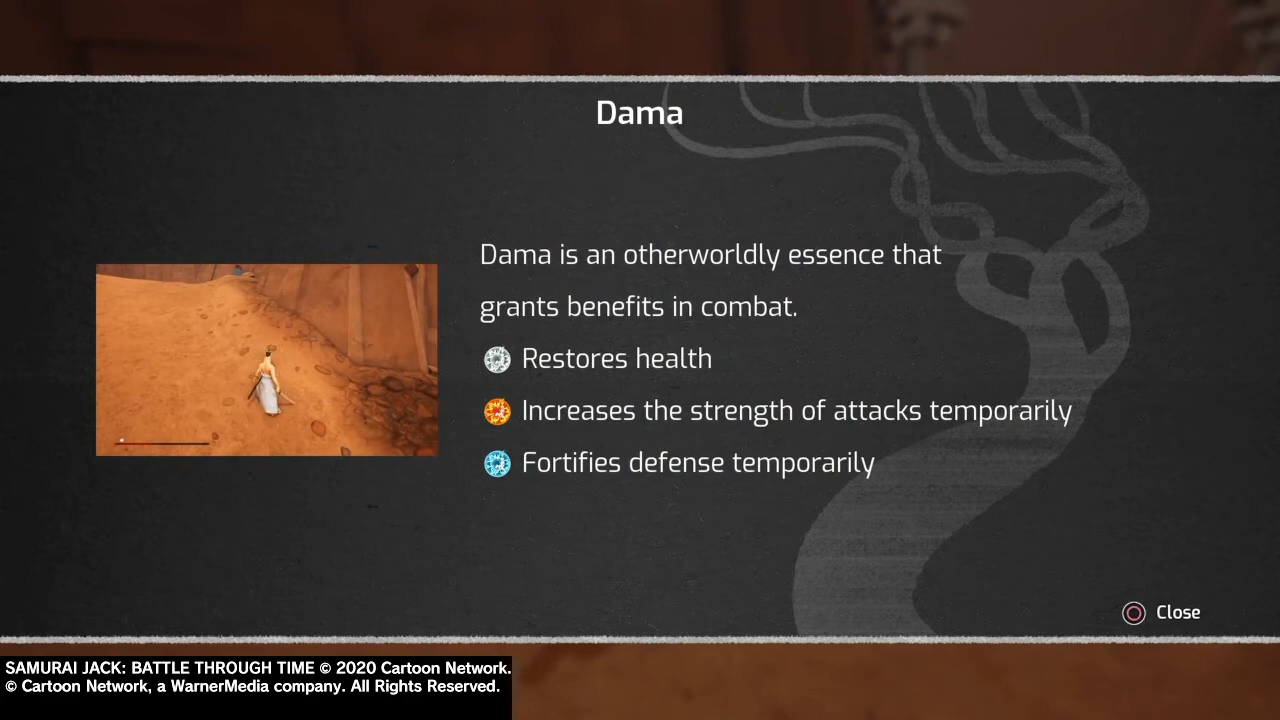 Dama
Dama is an otherworldly essence that
grants benefits in combat.
Restores health
Increases the strength of attacks temporarily
Fortifies defense temporarily
Close
SAMURAI JACK: BATTLE THROUGH TIME © 2020 Cartoon Network.
© Cartoon Network, a WarnerMedia company. All Rights Reserved.